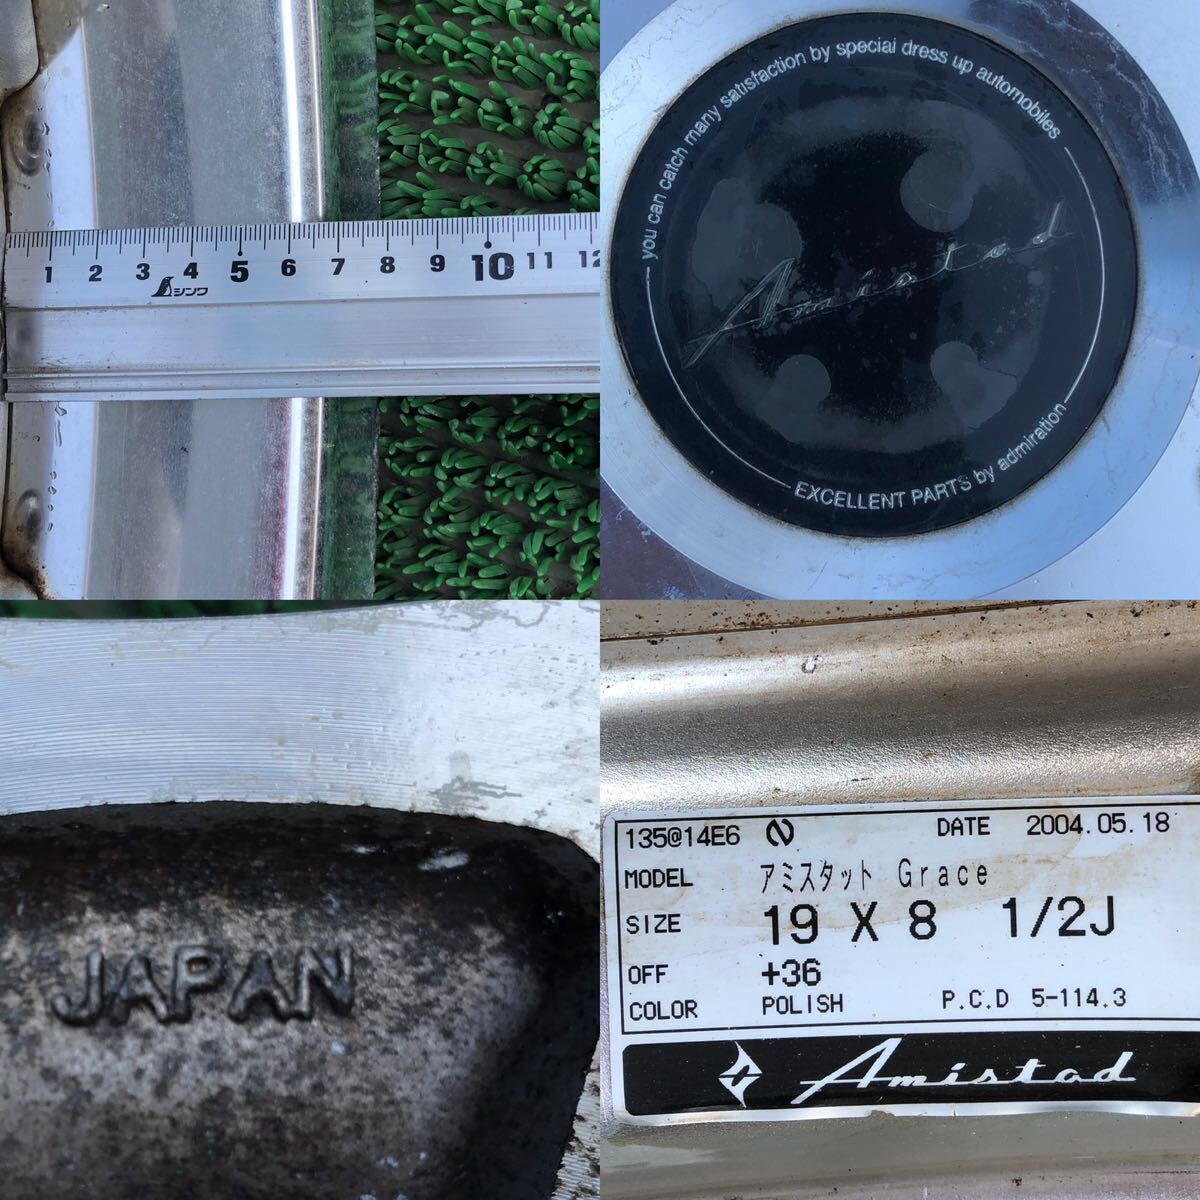 1 2 3 4 5 6 7 8 9 10 11 12
シンワ
you can catch many satisfaction by special dress up automobiles
Amistad
EXCELLENT PARTS by admiration
JAPAN
135@14E6 DATE 2004.05.18
MODEL アミスタット Grace
SIZE 19 X 8 1/2J
OFF +36
COLOR POLISH P.C.D 5-114.3
Amistad